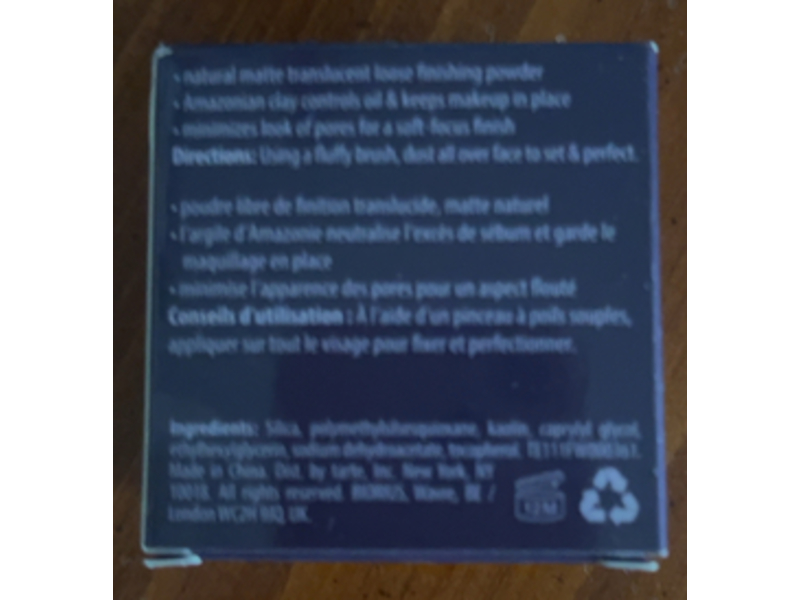 • natural matte translucent loose finishing powder
• Amazonian clay controls oil & keeps makeup in place
• minimizes look of pores for a soft-focus finish
Directions: Using a fluffy brush, dust all over face to set & perfect.
• poudre libre de finition translucide, matte naturel
• l'argile d'Amazonie neutralise l'excès de sébum et garde le
maquillage en place
• minimise l'apparence des pores pour un aspect flouté
Conseils d'utilisation : À l'aide d'un pinceau à poils souples,
appliquer sur tout le visage pour fixer et perfectionner.
Ingredients: Silica, polymethylsilsesquioxane, kaolin, caprylyl glycol,
ethylhexylglycerin, sodium dehydroacetate, tocopherol.
Made in China. Dist. by tarte, inc. New York, NY
10018. All rights reserved. BIORIUS, Wavre, BE /
London WC2H UK.
12M